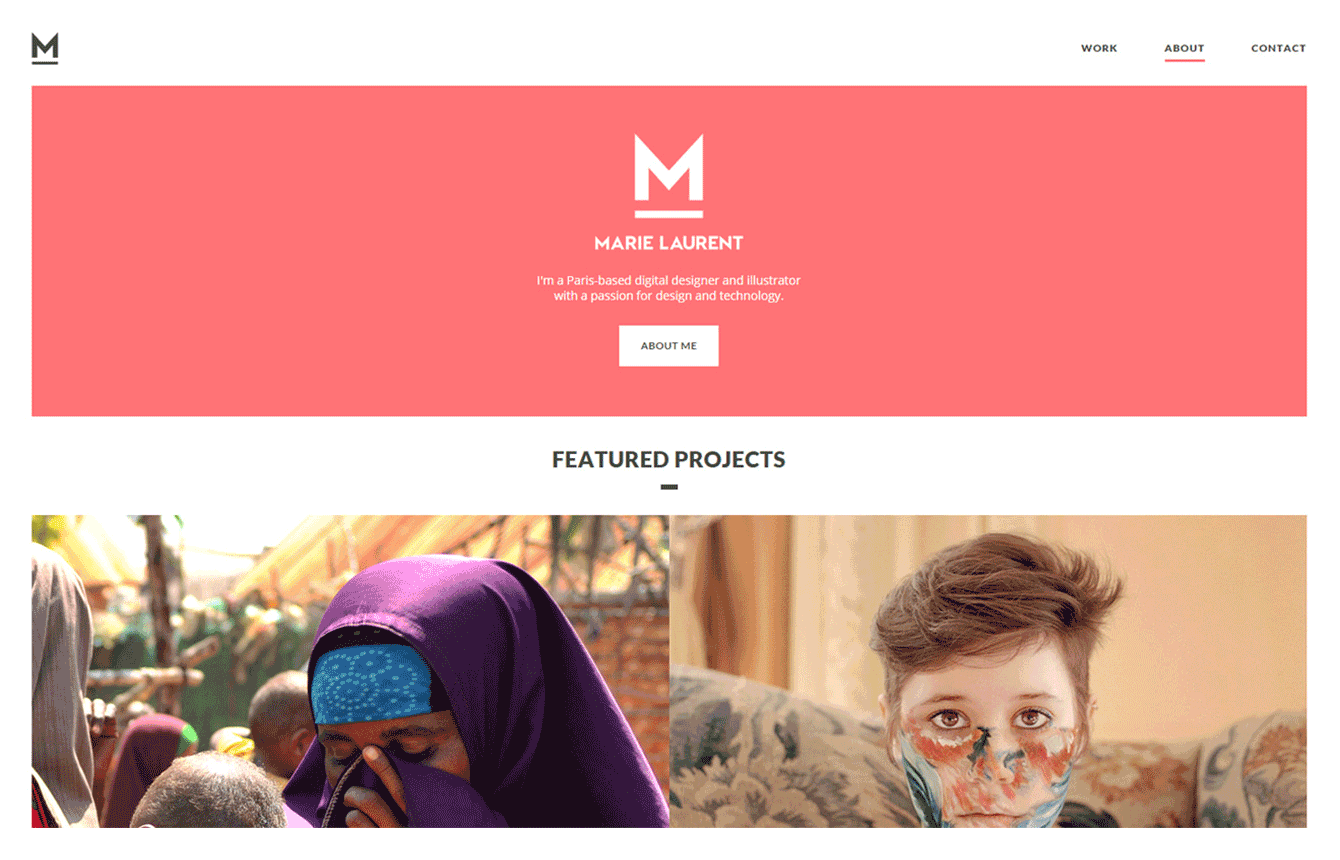 M
WORK ABOUT CONTACT
M
MARIE LAURENT
I'm a Paris-based digital designer and illustrator
with a passion for design and technology.
ABOUT ME
FEATURED PROJECTS